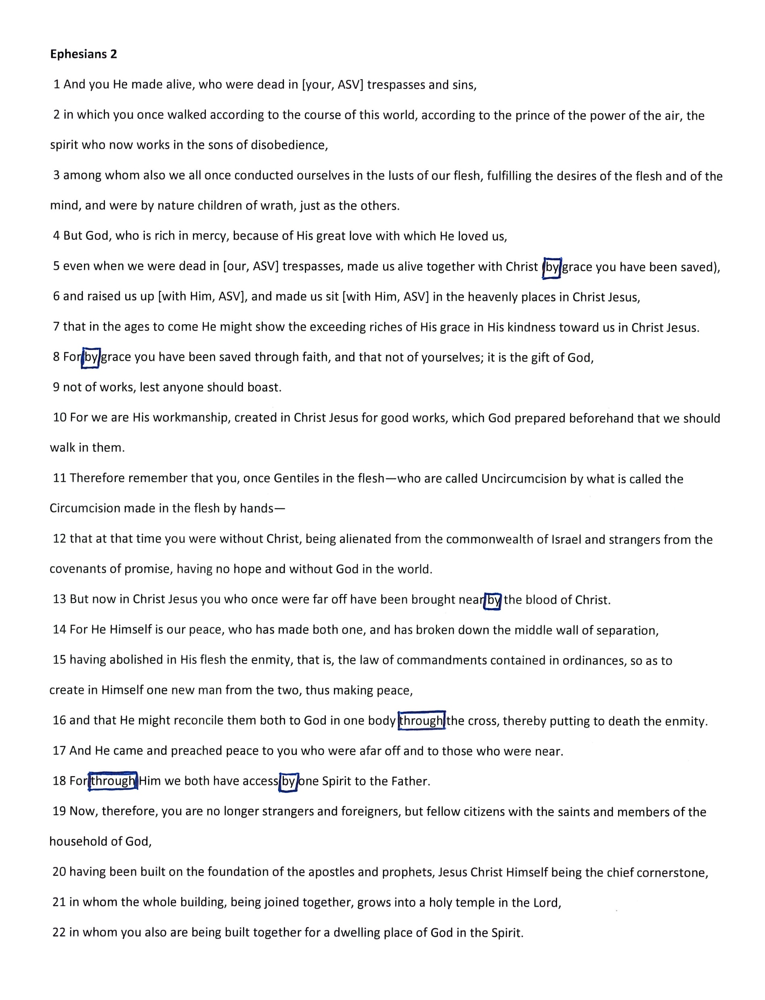 Ephesians 2
1 And you He made alive, who were dead in [your, ASV] trespasses and sins,
2 in which you once walked according to the course of this world, according to the prince of the power of the air, the
spirit who now works in the sons of disobedience,
3 among whom also we all once conducted ourselves in the lusts of our flesh, fulfilling the desires of the flesh and of the
mind, and were by nature children of wrath, just as the others.
4 But God, who is rich in mercy, because of His great love with which He loved us,
5 even when we were dead in [our, ASV] trespasses, made us alive together with Christ (by grace you have been saved),
6 and raised us up [with Him, ASV], and made us sit [with Him, ASV] in the heavenly places in Christ Jesus,
7 that in the ages to come He might show the exceeding riches of His grace in His kindness toward us in Christ Jesus.
8 For by grace you have been saved through faith, and that not of yourselves; it is the gift of God,
9 not of works, lest anyone should boast.
10 For we are His workmanship, created in Christ Jesus for good works, which God prepared beforehand that we should
walk in them.
11 Therefore remember that you, once Gentiles in the flesh—who are called Uncircumcision by what is called the
Circumcision made in the flesh by hands—
12 that at that time you were without Christ, being alienated from the commonwealth of Israel and strangers from the
covenants of promise, having no hope and without God in the world.
13 But now in Christ Jesus you who once were far off have been brought near by the blood of Christ.
14 For He Himself is our peace, who has made both one, and has broken down the middle wall of separation,
15 having abolished in His flesh the enmity, that is, the law of commandments contained in ordinances, so as to
create in Himself one new man from the two, thus making peace,
16 and that He might reconcile them both to God in one body through the cross, thereby putting to death the enmity.
17 And He came and preached peace to you who were afar off and to those who were near.
18 For through Him we both have access by one Spirit to the Father.
19 Now, therefore, you are no longer strangers and foreigners, but fellow citizens with the saints and members of the
household of God,
20 having been built on the foundation of the apostles and prophets, Jesus Christ Himself being the chief cornerstone,
21 in whom the whole building, being joined together, grows into a holy temple in the Lord,
22 in whom you also are being built together for a dwelling place of God in the Spirit.